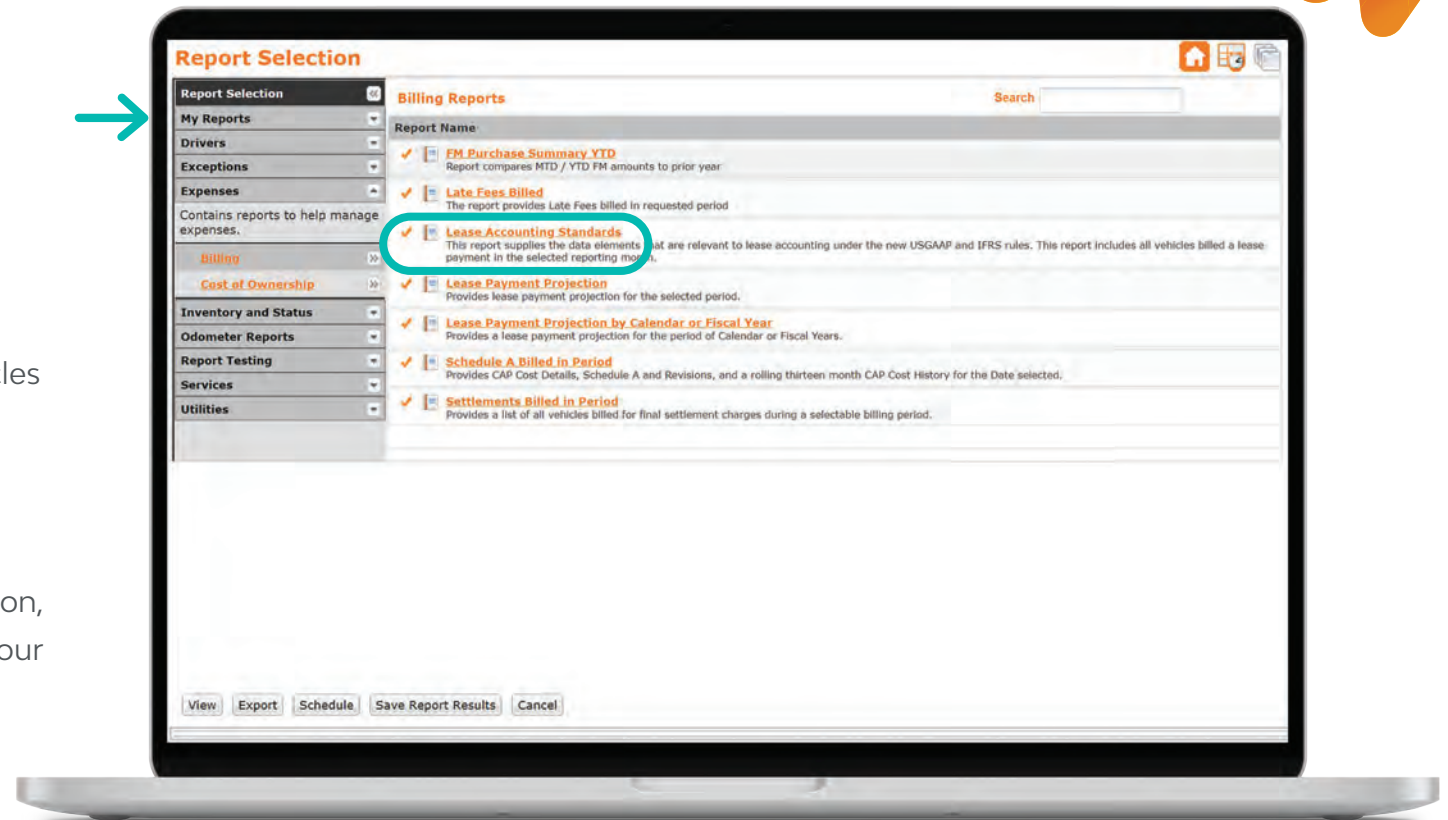 Report Selection
Report Selection
My Reports
Drivers
Exceptions
Expenses
Contains reports to help manage
expenses.
Billing
Cost of Ownership
Inventory and Status
Odometer Reports
Report Testing
Services
Utilities
Billing Reports
Search
Report Name
FM Purchase Summary YTD
Report compares MTD / YTD FM amounts to prior year
Late Fees Billed
The report provides Late Fees billed in requested period
Lease Accounting Standards
This report supplies the data elements that are relevant to lease accounting under the new USGAAP and IFRS rules. This report includes all vehicles billed a lease
payment in the selected reporting month.
Lease Payment Projection
Provides lease payment projection for the selected period.
Lease Payment Projection by Calendar or Fiscal Year
Provides a lease payment projection for the period of Calendar or Fiscal Years.
Schedule A Billed in Period
Provides CAP Cost Details, Schedule A and Revisions, and a rolling thirteen month CAP Cost History for the Date selected.
Settlements Billed in Period
Provides a list of all vehicles billed for final settlement charges during a selectable billing period.
View Export Schedule Save Report Results Cancel
les
on,
our